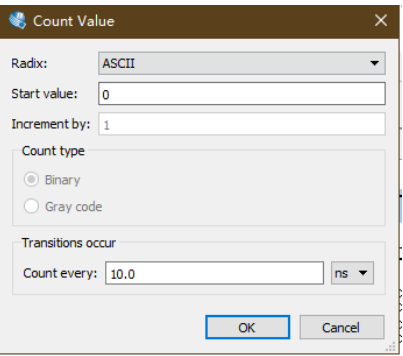 Count Value
Radix: ASCII
Start value: 0
Increment by: 1
Count type
Binary
Gray code
Transitions occur
Count every: 10.0 ns
OK Cancel